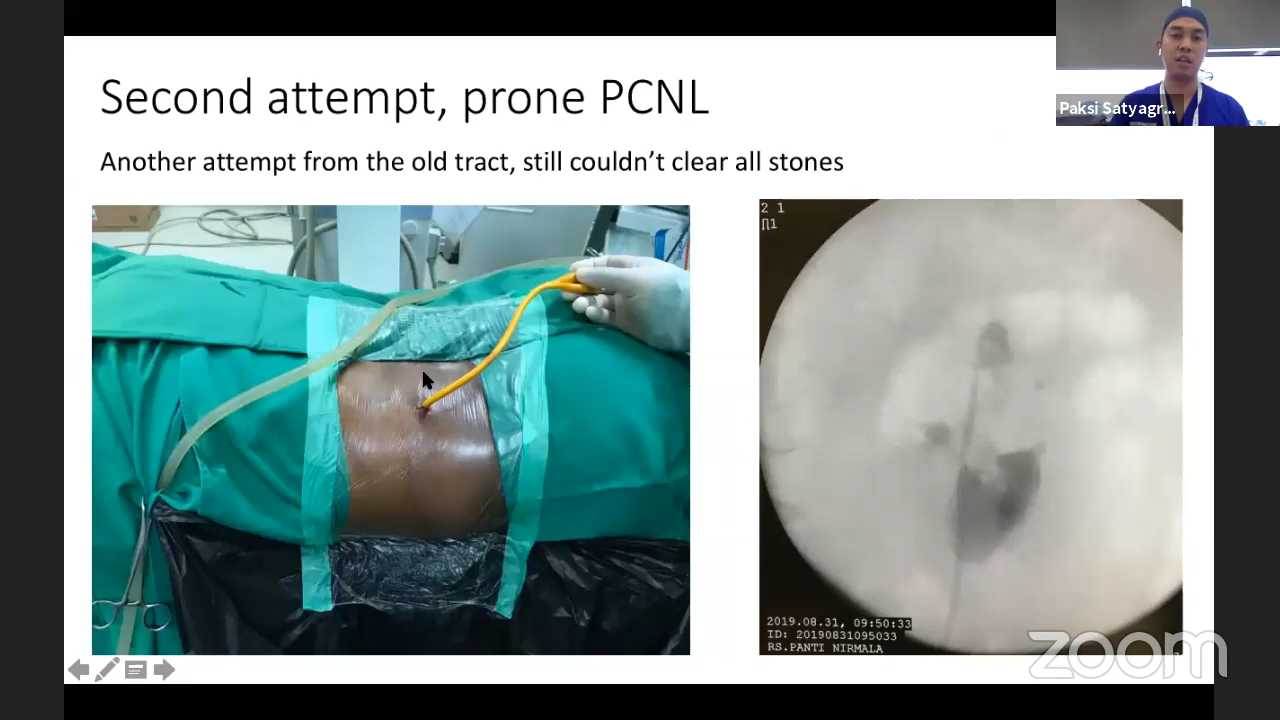 Second attempt, prone PCNL
Paksi Satyagr...
Another attempt from the old tract, still couldn’t clear all stones
2 1
∏1
2019.08.31, 09:50:33
ID: 20190831095033
RS.PANTI NIRMALA
zoom